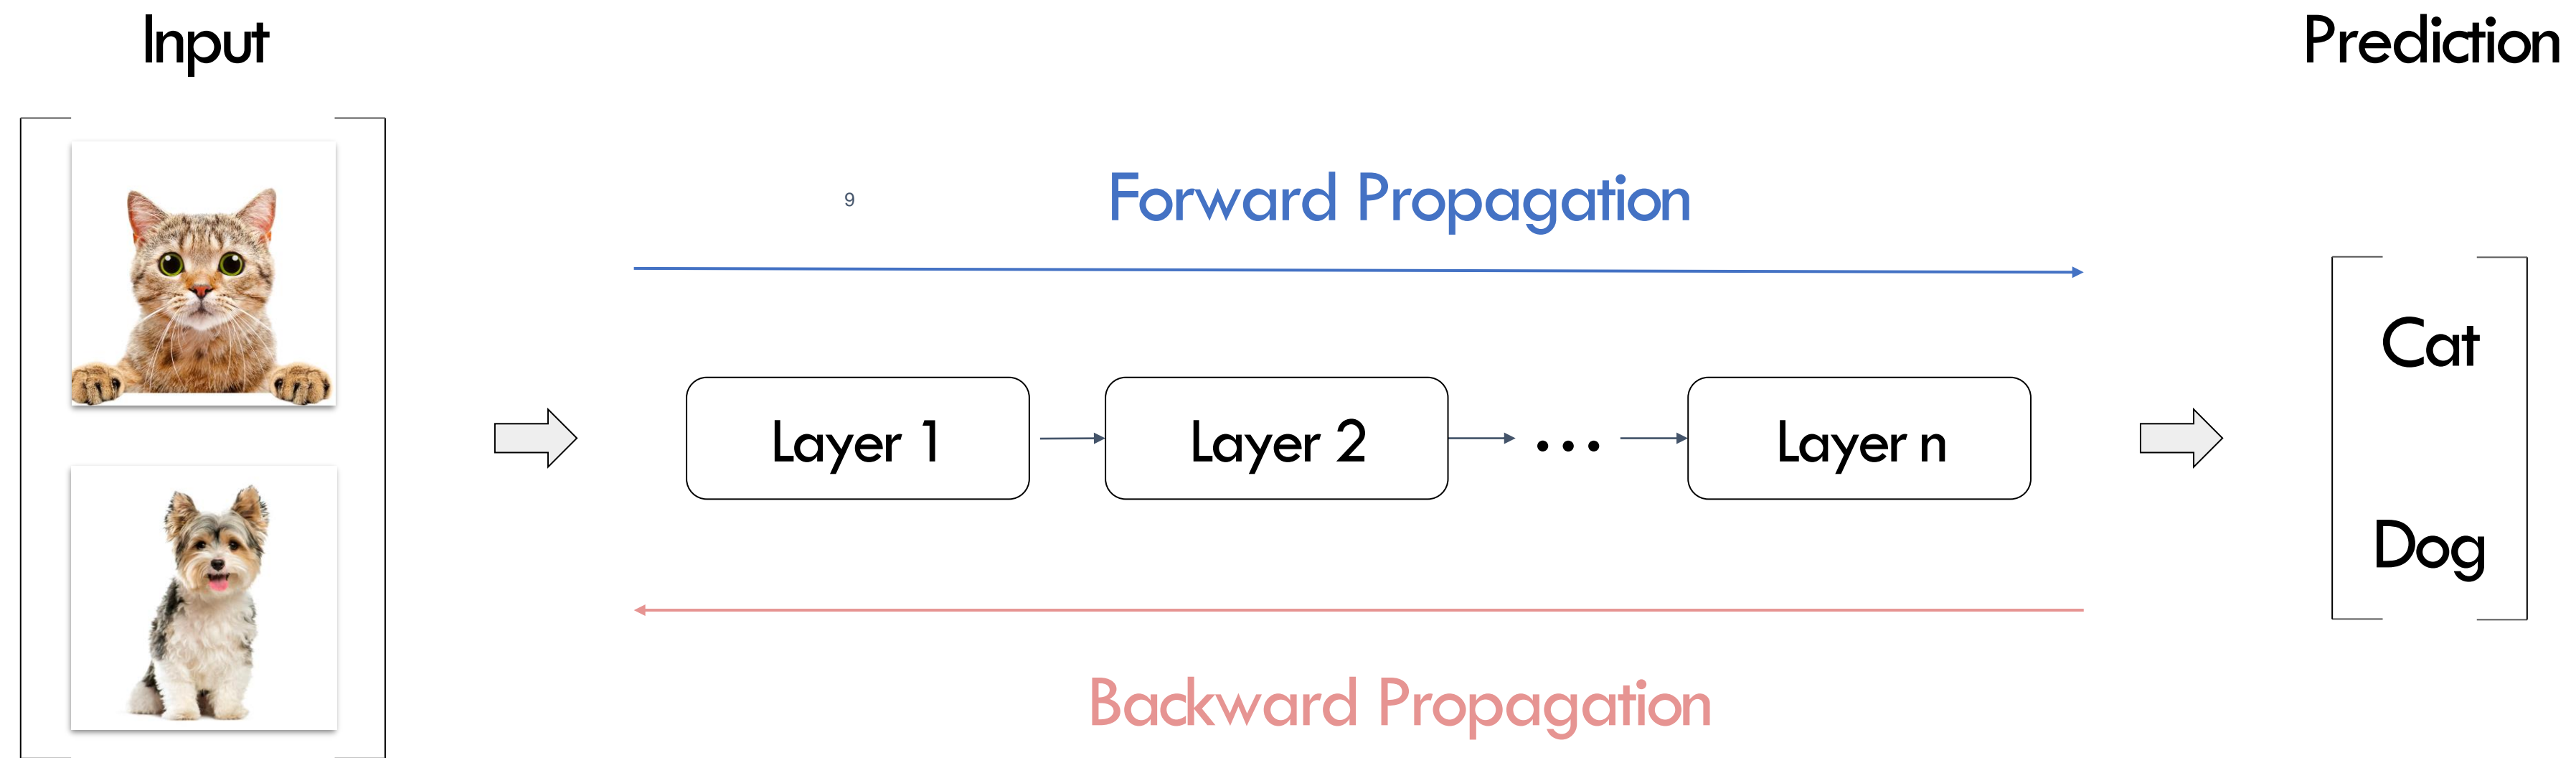 Input
Prediction
9
Forward Propagation
Layer 1
Layer 2
...
Layer n
Cat
Dog
Backward Propagation